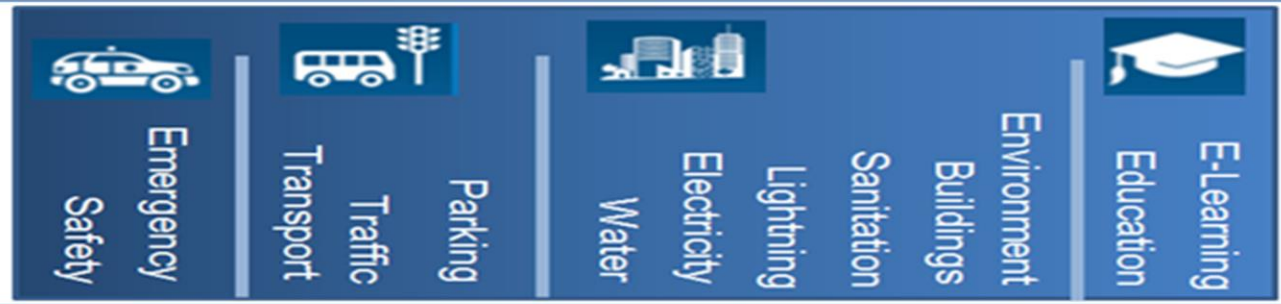 Safety
Emergency
Transport
Traffic
Parking
Water
Electricity
Lightning
Sanitation
Buildings
Environment
Education
E-Learning